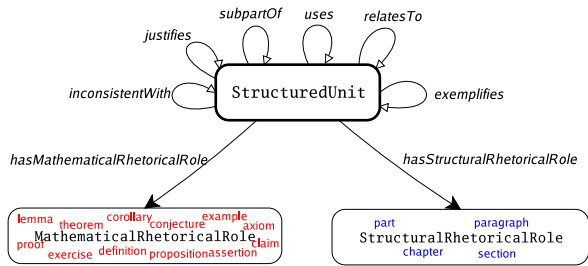 subpartOf uses relatesTo
justifies
inconsistentWith StructuredUnit exemplifies
hasMathematicalRhetoricalRole hasStructuralRhetoricalRole
lemma theorem corollary conjecture example axiom
MathematicalRhetoricalRole
proof exercise definition proposition assertion claim
part paragraph
StructuralRhetoricalRole
chapter section